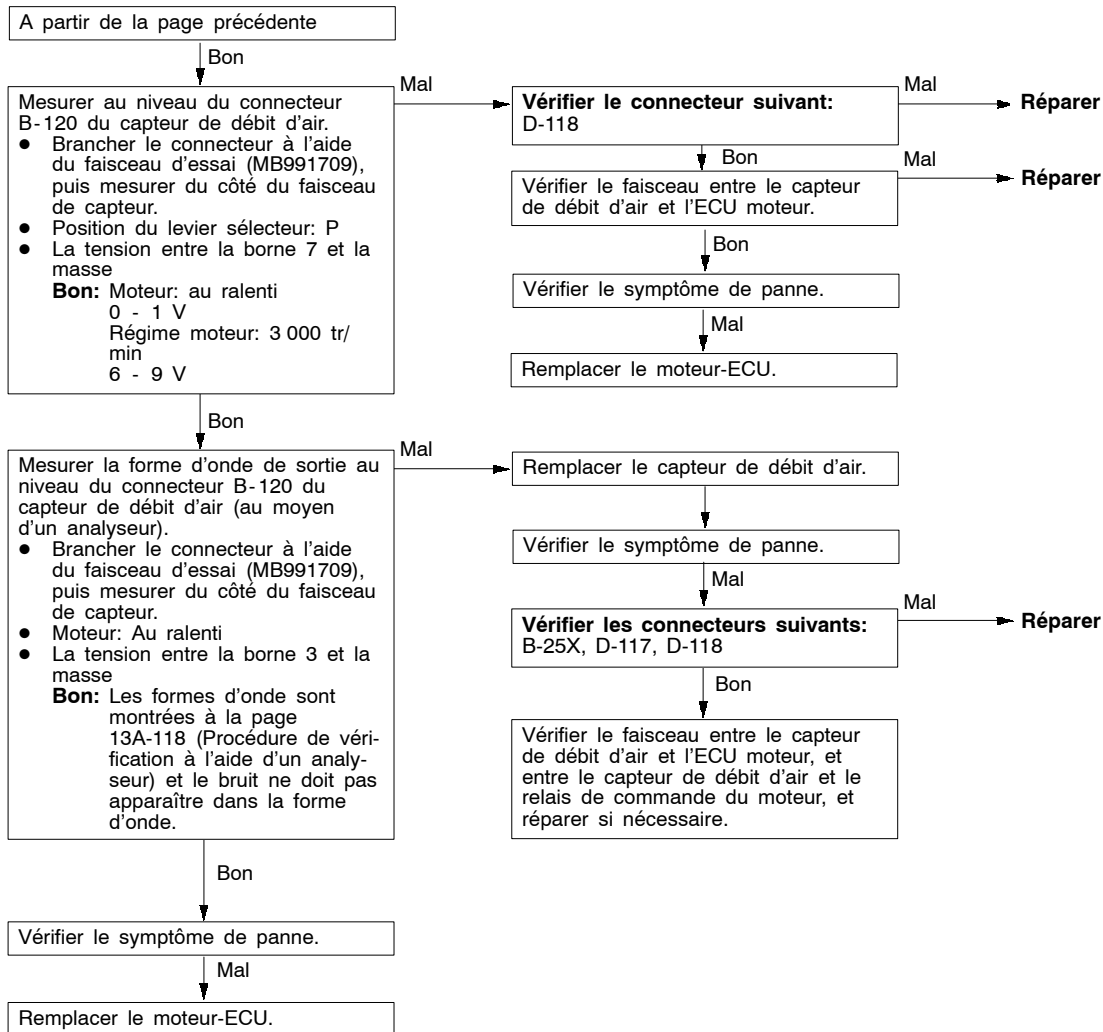 A partir de la page précédente
Bon
Mesurer au niveau du connecteur
B-120 du capteur de débit d'air.
● Brancher le connecteur à l'aide
du faisceau d'essai (MB991709),
puis mesurer du côté du faisceau
de capteur.
● Position du levier sélecteur: P
● La tension entre la borne 7 et la
masse
Bon: Moteur: au ralenti
0 - 1 V
Régime moteur: 3 000 tr/
min
6 - 9 V
Mal
Vérifier le connecteur suivant:
D-118
Mal
Réparer
Bon
Vérifier le faisceau entre le capteur
de débit d'air et l'ECU moteur.
Mal
Réparer
Bon
Vérifier le symptôme de panne.
Mal
Remplacer le moteur-ECU.
Bon
Mesurer la forme d'onde de sortie au
niveau du connecteur B-120 du
capteur de débit d'air (au moyen
d'un analyseur).
● Brancher le connecteur à l'aide
du faisceau d'essai (MB991709),
puis mesurer du côté du faisceau
de capteur.
● Moteur: Au ralenti
● La tension entre la borne 3 et la
masse
Bon: Les formes d'onde sont
montrées à la page
13A-118 (Procédure de véri-
fication à l'aide d'un analy-
seur) et le bruit ne doit pas
apparaître dans la forme
d'onde.
Mal
Remplacer le capteur de débit d'air.
Vérifier le symptôme de panne.
Mal
Vérifier les connecteurs suivants:
B-25X, D-117, D-118
Mal
Réparer
Bon
Vérifier le faisceau entre le capteur
de débit d'air et l'ECU moteur, et
entre le capteur de débit d'air et le
relais de commande du moteur, et
réparer si nécessaire.
Bon
Vérifier le symptôme de panne.
Mal
Remplacer le moteur-ECU.